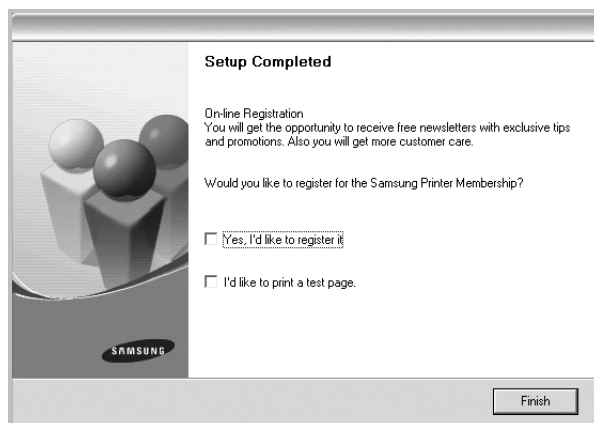 Setup Completed
On-line Registration
You will get the opportunity to receive free newsletters with exclusive tips
and promotions. Also you will get more customer care.
Would you like to register for the Samsung Printer Membership?
Yes, I'd like to register it
I'd like to print a test page.
SAMSUNG
Finish